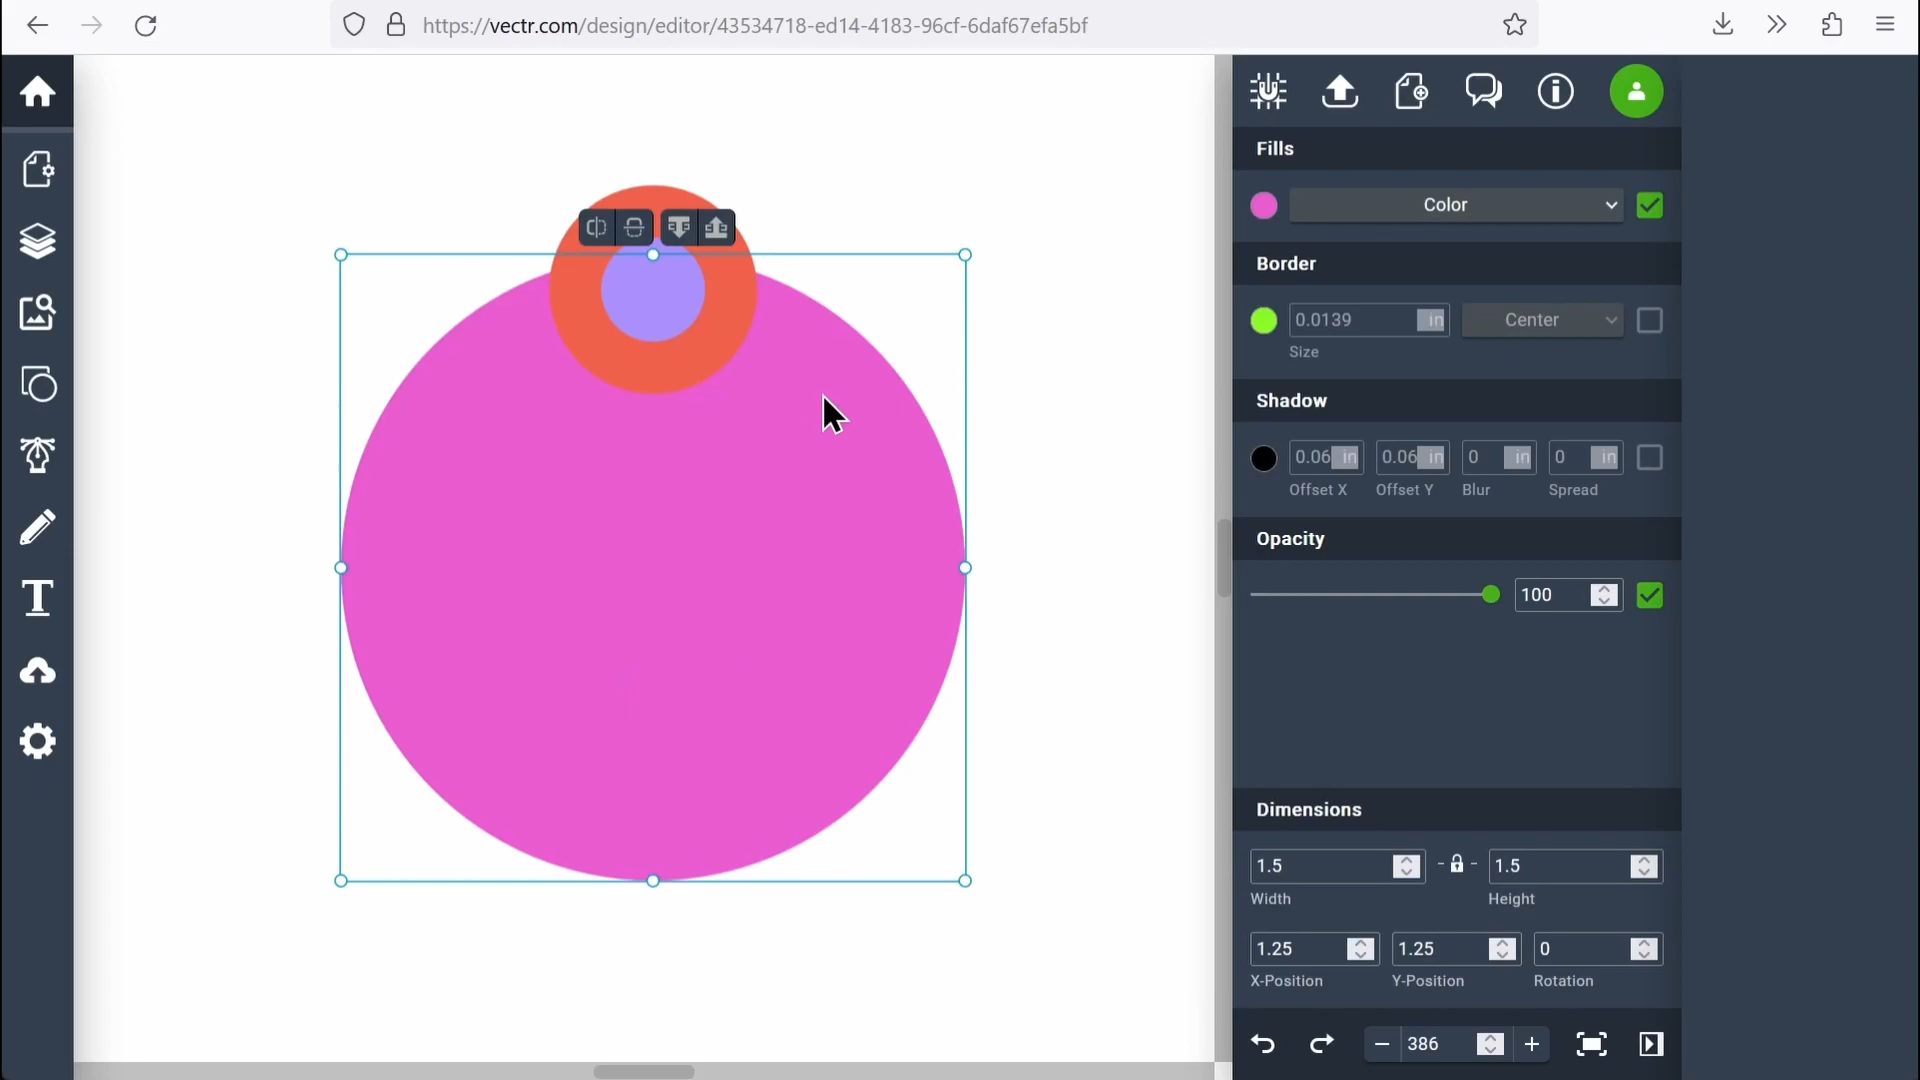 https://vectr.com/design/editor/43534718-ed14-4183-96cf-6daf67efa5bf
Fills
Color
Border
0.0139 in Center
Size
Shadow
0.06 in 0.06 in 0 in 0 in
Offset X Offset Y Blur Spread
Opacity
100
Dimensions
1.5 1.5
Width Height
1.25 1.25 0
X-Position Y-Position Rotation
386